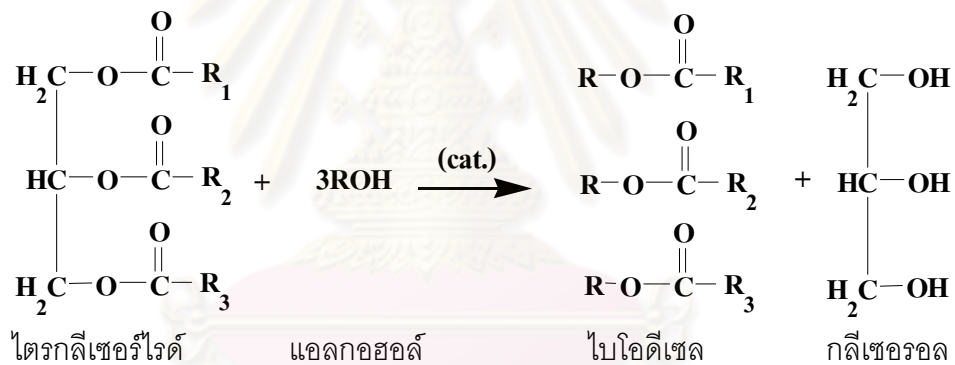 O O
H₂C—O—C—R₁ R—O—C—R₁ H₂C—OH
O O
HC—O—C—R₂ + 3ROH (cat.) R—O—C—R₂ + HC—OH
O O
H₂C—O—C—R₃ R—O—C—R₃ H₂C—OH
ไตรกลีเซอร์ไรด์ แอลกอฮอล์ ไบโอดีเซล กลีเซอรอล